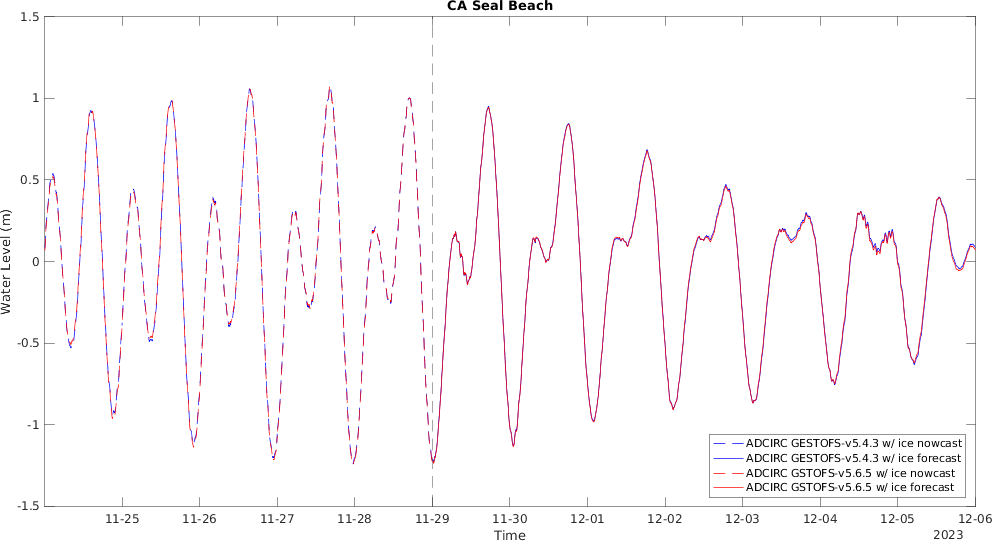 CA Seal Beach
1.5
1
0.5
0
-0.5
-1
-1.5
Water Level (m)
ADCIRC GESTOFS-v5.4.3 w/ ice nowcast
ADCIRC GESTOFS-v5.4.3 w/ ice forecast
ADCIRC GSTOFS-v5.6.5 w/ ice nowcast
ADCIRC GSTOFS-v5.6.5 w/ ice forecast
11-25 11-26 11-27 11-28 11-29 11-30 12-01 12-02 12-03 12-04 12-05 12-06
Time
2023